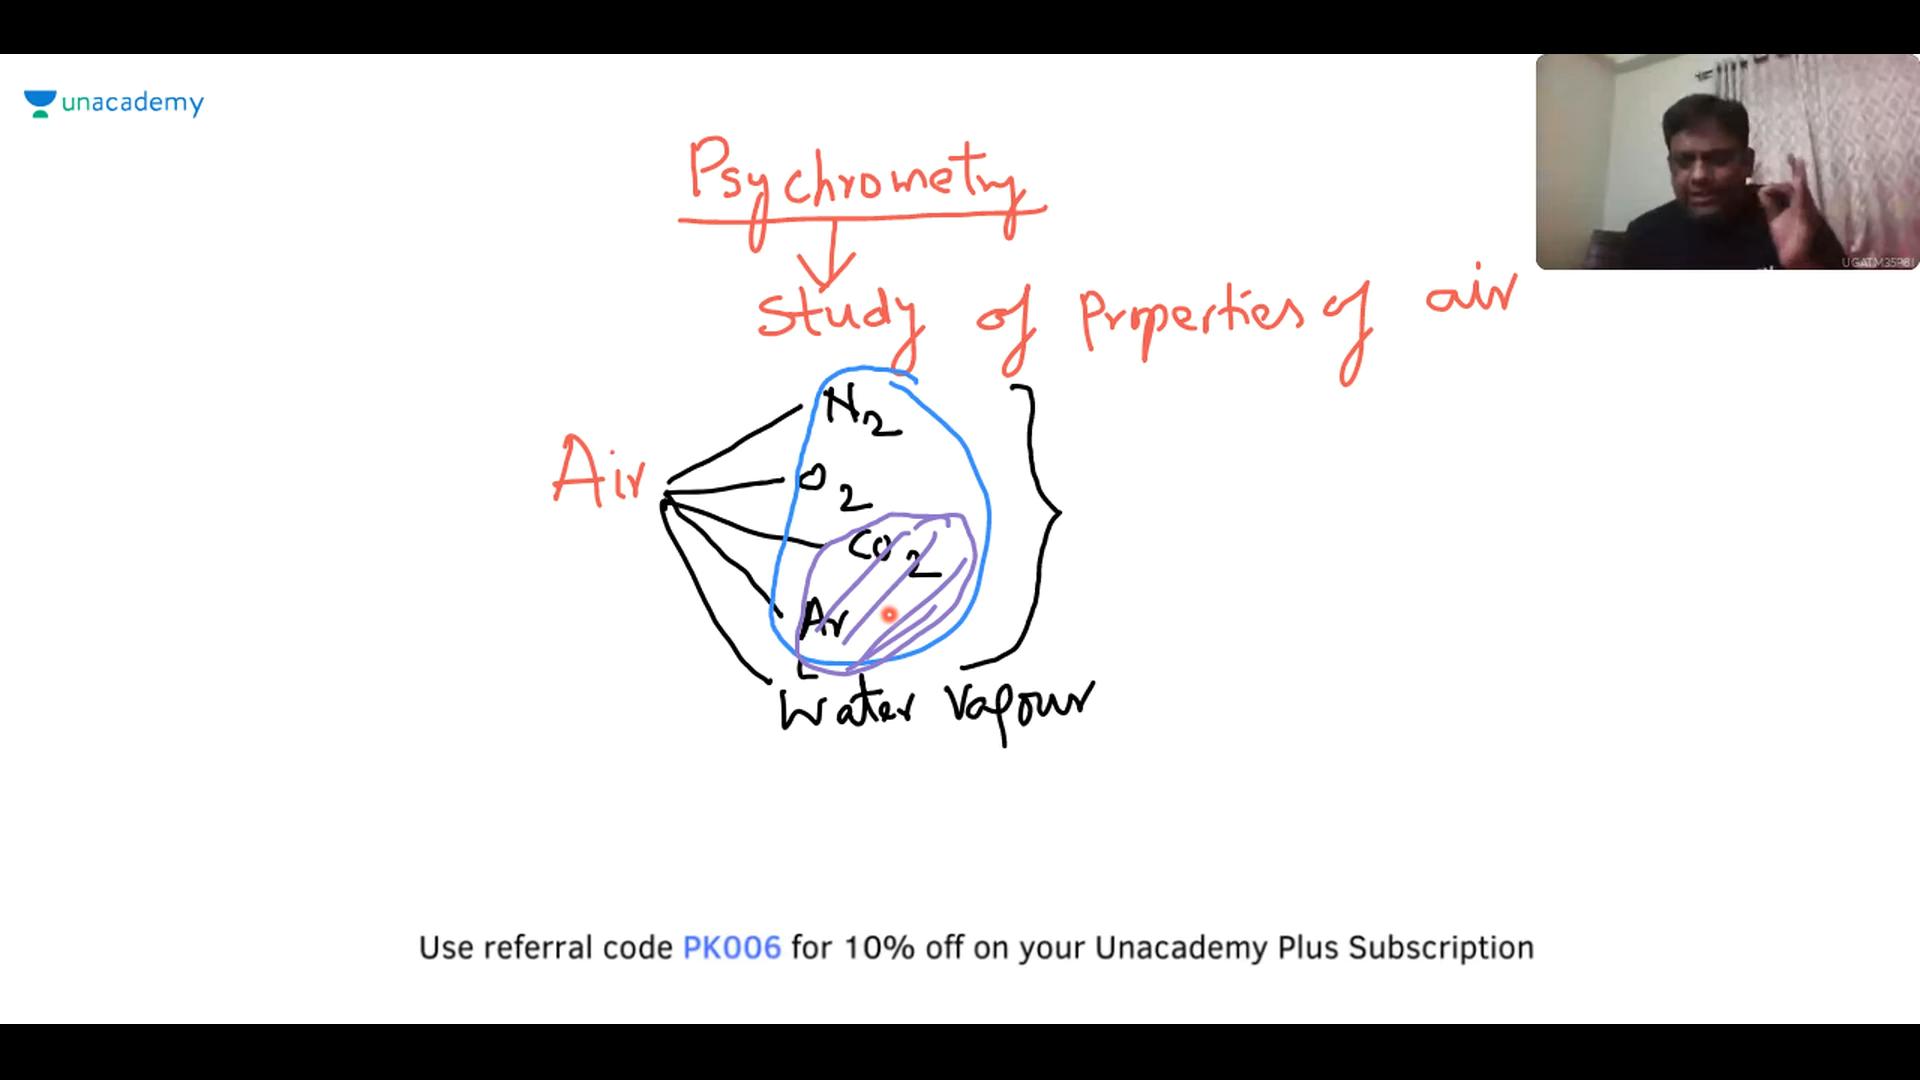 unacademy
Psychrometry
Study of Properties of air
N2
Air
O2
CO2
Ar
Water Vapour
Use referral code PK006 for 10% off on your Unacademy Plus Subscription